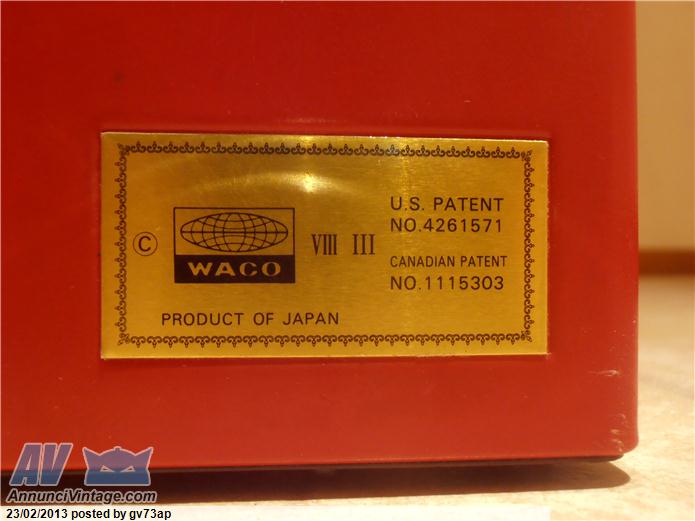 U.S. PATENT
NO.4261571
©
WACO
VIII III
CANADIAN PATENT
NO.1115303
PRODUCT OF JAPAN
AV
AnnunciVintage.com
23/02/2013 posted by gv73ap